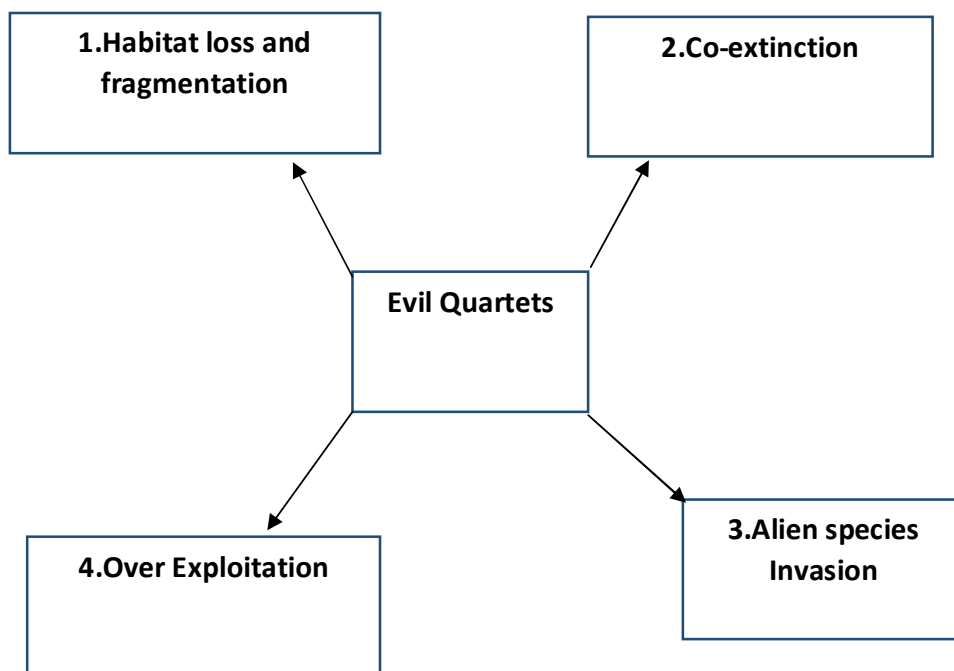 1.Habitat loss and
fragmentation
2.Co-extinction
Evil Quartets
3.Alien species
Invasion
4.Over Exploitation